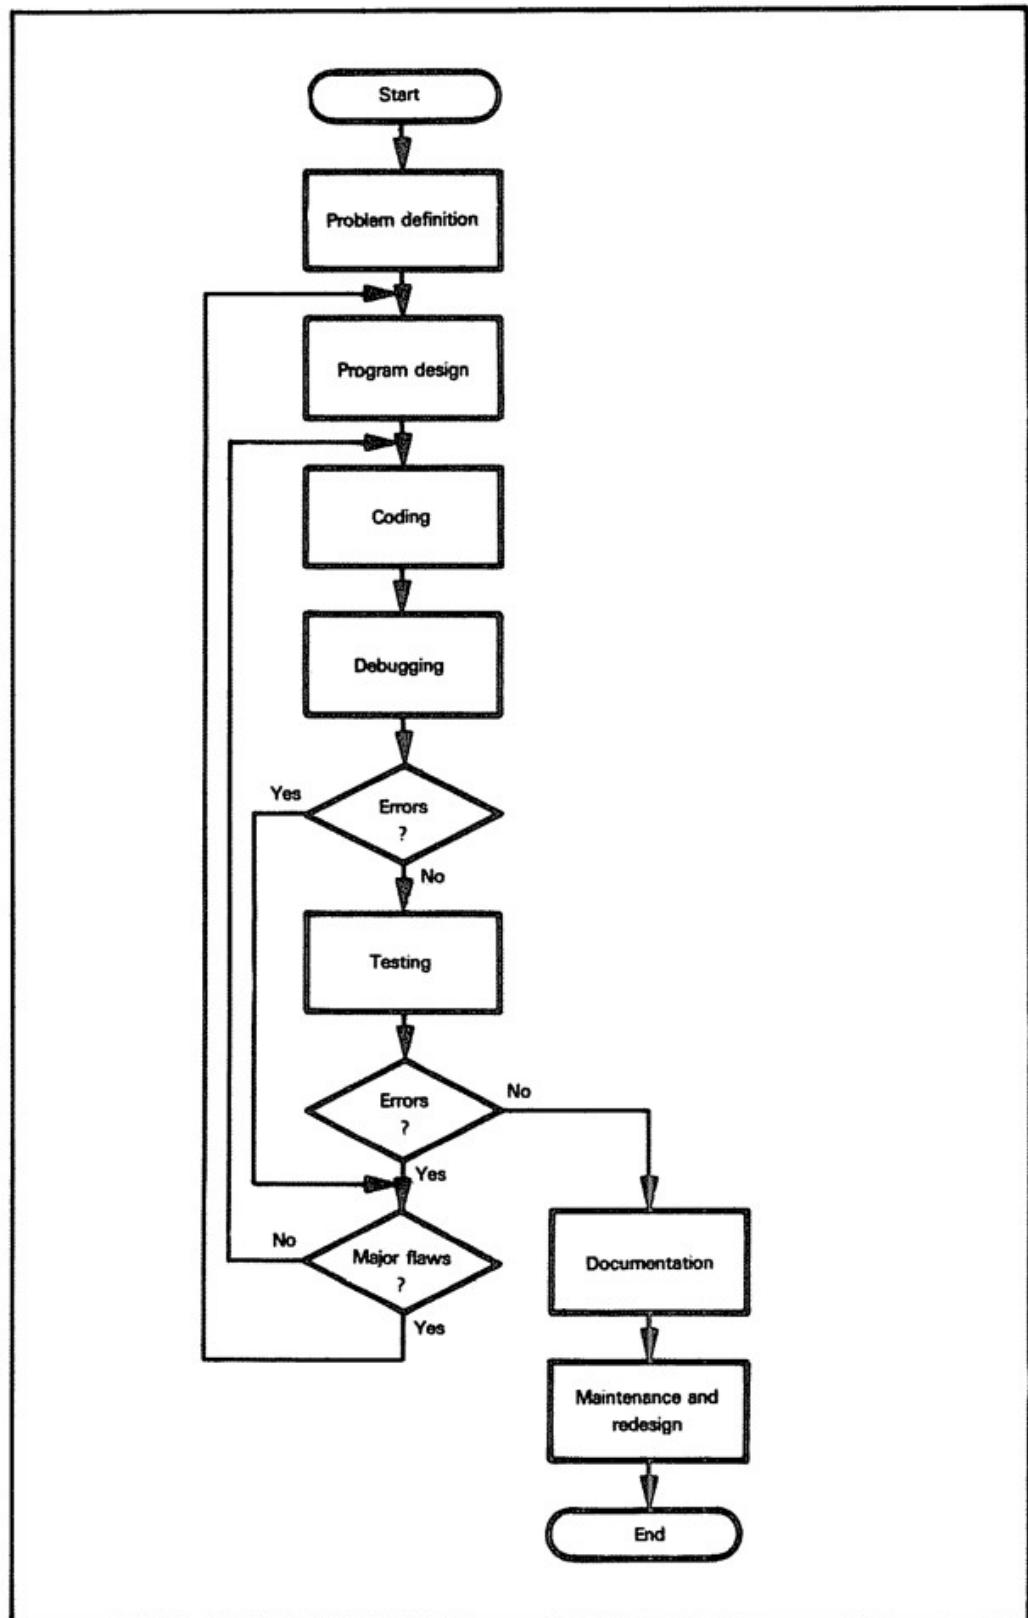 Start
Problem definition
Program design
Coding
Debugging
Yes
Errors
?
No
Testing
Errors
?
No
Yes
No
Major flaws
?
Yes
Documentation
Maintenance and
redesign
End